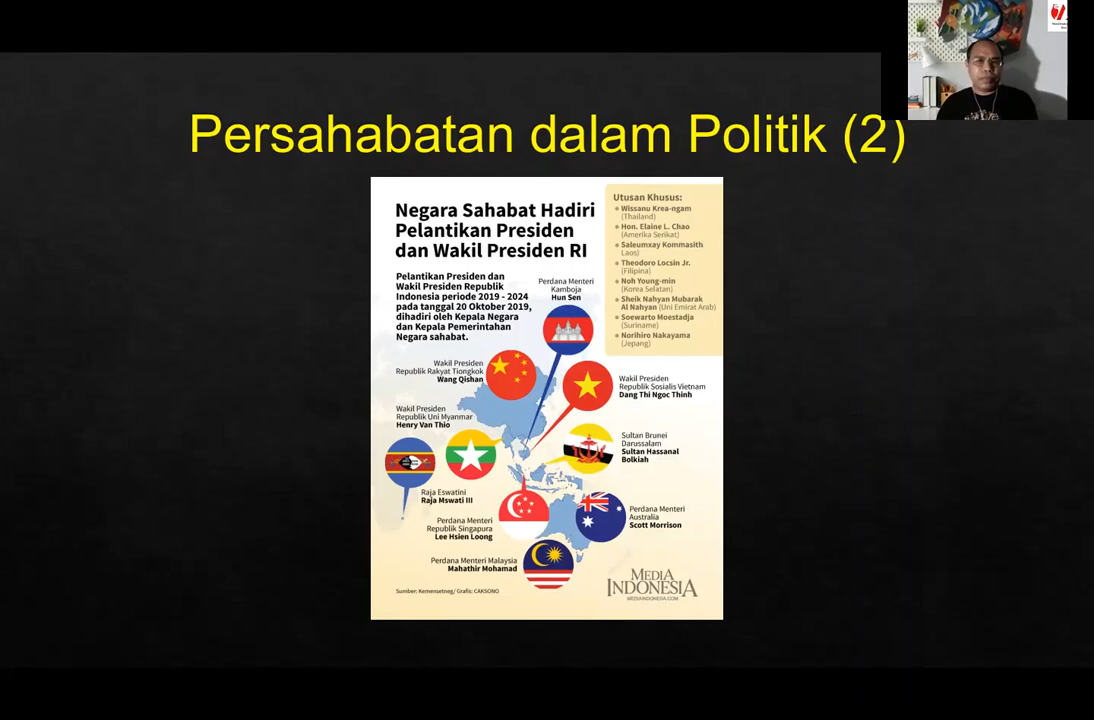 Persahabatan dalam Politik (2)
Negara Sahabat Hadiri
Pelantikan Presiden
dan Wakil Presiden RI
Pelantikan Presiden dan
Wakil Presiden Republik
Indonesia periode 2019 - 2024
pada tanggal 20 Oktober 2019,
dihadiri oleh Kepala Negara
dan Kepala Pemerintahan
Negara sahabat.
Utusan Khusus:
Wissanu Krea-ngam
(Thailand)
Hon. Elaine L. Chao
(Amerika Serikat)
Saleumxay Kommasith
Laos)
Theodoro Locsin Jr.
(Filipina)
Noh Young-min
(Korea Selatan)
Sheik Nahyan Mubarak
Al Nahyan (Uni Emirat Arab)
Soewarto Moestadja
(Suriname)
Norihiro Nakayama
(Jepang)
Perdana Menteri
Kamboja
Hun Sen
Wakil Presiden
Republik Rakyat Tiongkok
Wang Qishan
Wakil Presiden
Republik Sosialis Vietnam
Dang Thi Ngoc Thinh
Wakil Presiden
Republik Uni Myanmar
Henry Van Thio
Sultan Brunei
Darussalam
Sultan Hassanal
Bolkiah
Raja Eswatini
Raja Mswati III
Perdana Menteri
Republik Singapura
Lee Hsien Loong
Perdana Menteri
Australia
Scott Morrison
Perdana Menteri Malaysia
Mahathir Mohamad
Sumber: Kemensetneg/ Grafis: CAKSONO
MEDIA
INDONESIA
MEDIAINDONESIA.COM